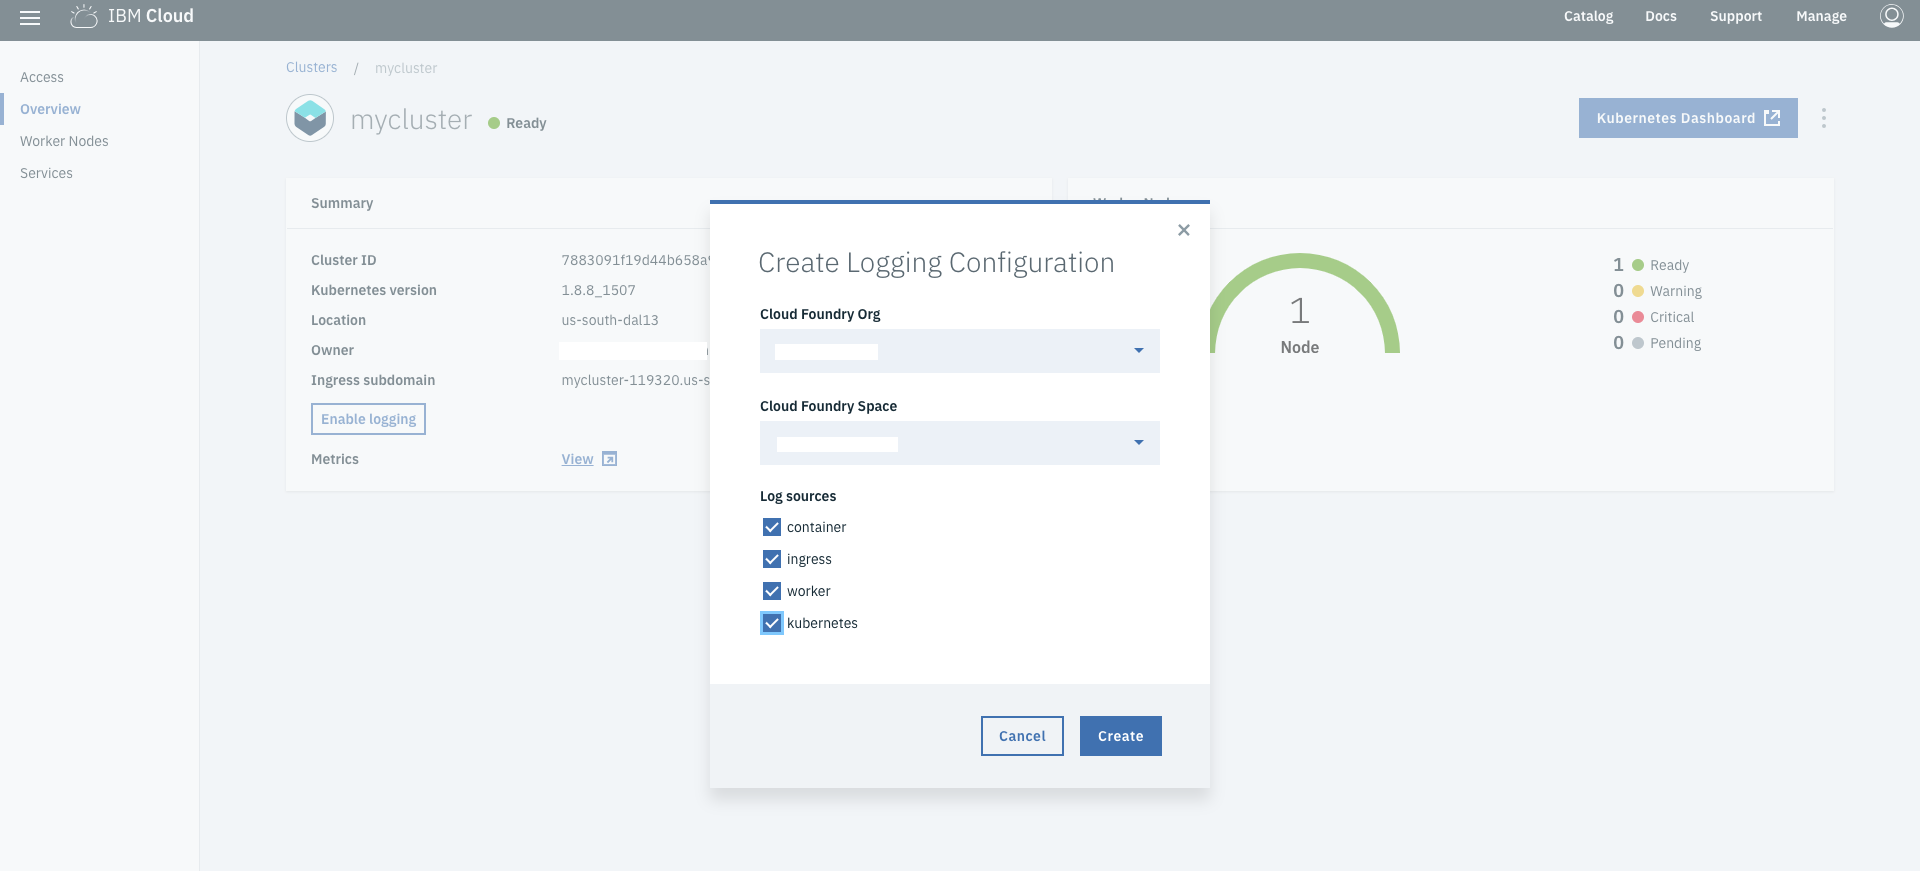 IBM Cloud
Catalog
Docs
Support
Manage
Access
Overview
Worker Nodes
Services
Clusters / mycluster
mycluster
Ready
Kubernetes Dashboard
Summary
Cluster ID
7883091f19d44b658a
Kubernetes version
1.8.8_1507
Location
us-south-dal13
Owner
Ingress subdomain
mycluster-119320.us-s
Enable logging
Metrics
View
Create Logging Configuration
Cloud Foundry Org
Cloud Foundry Space
Log sources
container
ingress
worker
kubernetes
Cancel
Create
1
Node
1 Ready
0 Warning
0 Critical
0 Pending